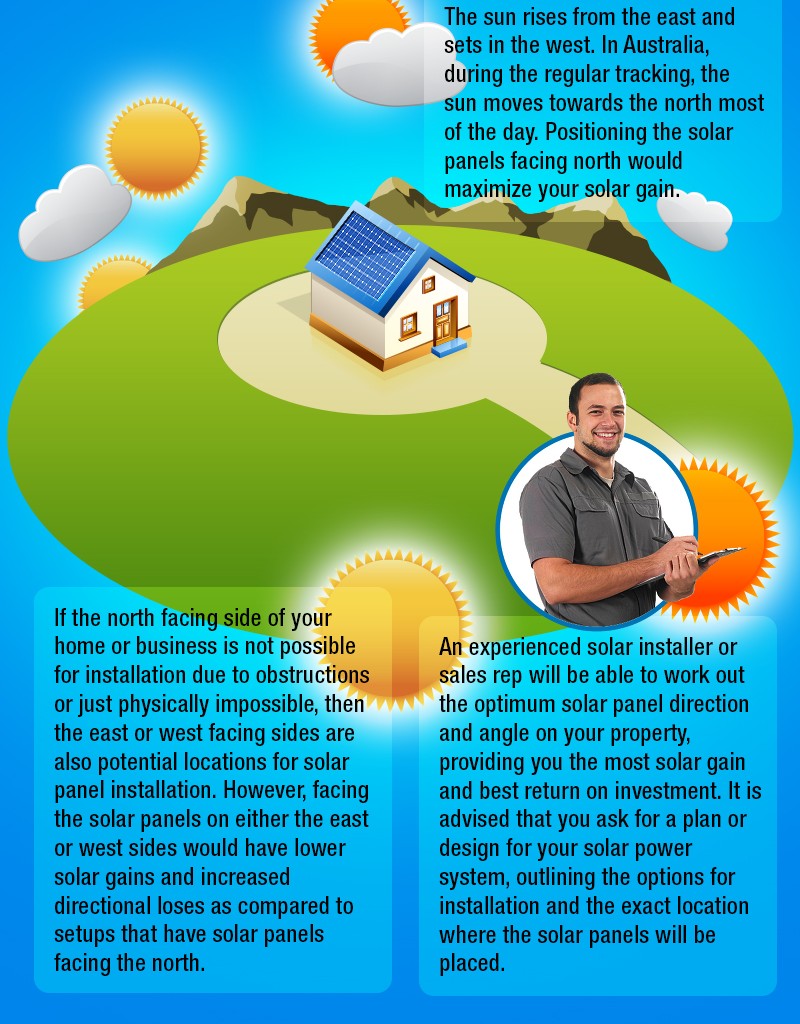 The sun rises from the east and
sets in the west. In Australia,
during the regular tracking, the
sun moves towards the north most
of the day. Positioning the solar
panels facing north would
maximize your solar gain.
If the north facing side of your
home or business is not possible
for installation due to obstructions
or just physically impossible, then
the east or west facing sides are
also potential locations for solar
panel installation. However, facing
the solar panels on either the east
or west sides would have lower
solar gains and increased
directional loses as compared to
setups that have solar panels
facing the north.
An experienced solar installer or
sales rep will be able to work out
the optimum solar panel direction
and angle on your property,
providing you the most solar gain
and best return on investment. It is
advised that you ask for a plan or
design for your solar power
system, outlining the options for
installation and the exact location
where the solar panels will be
placed.